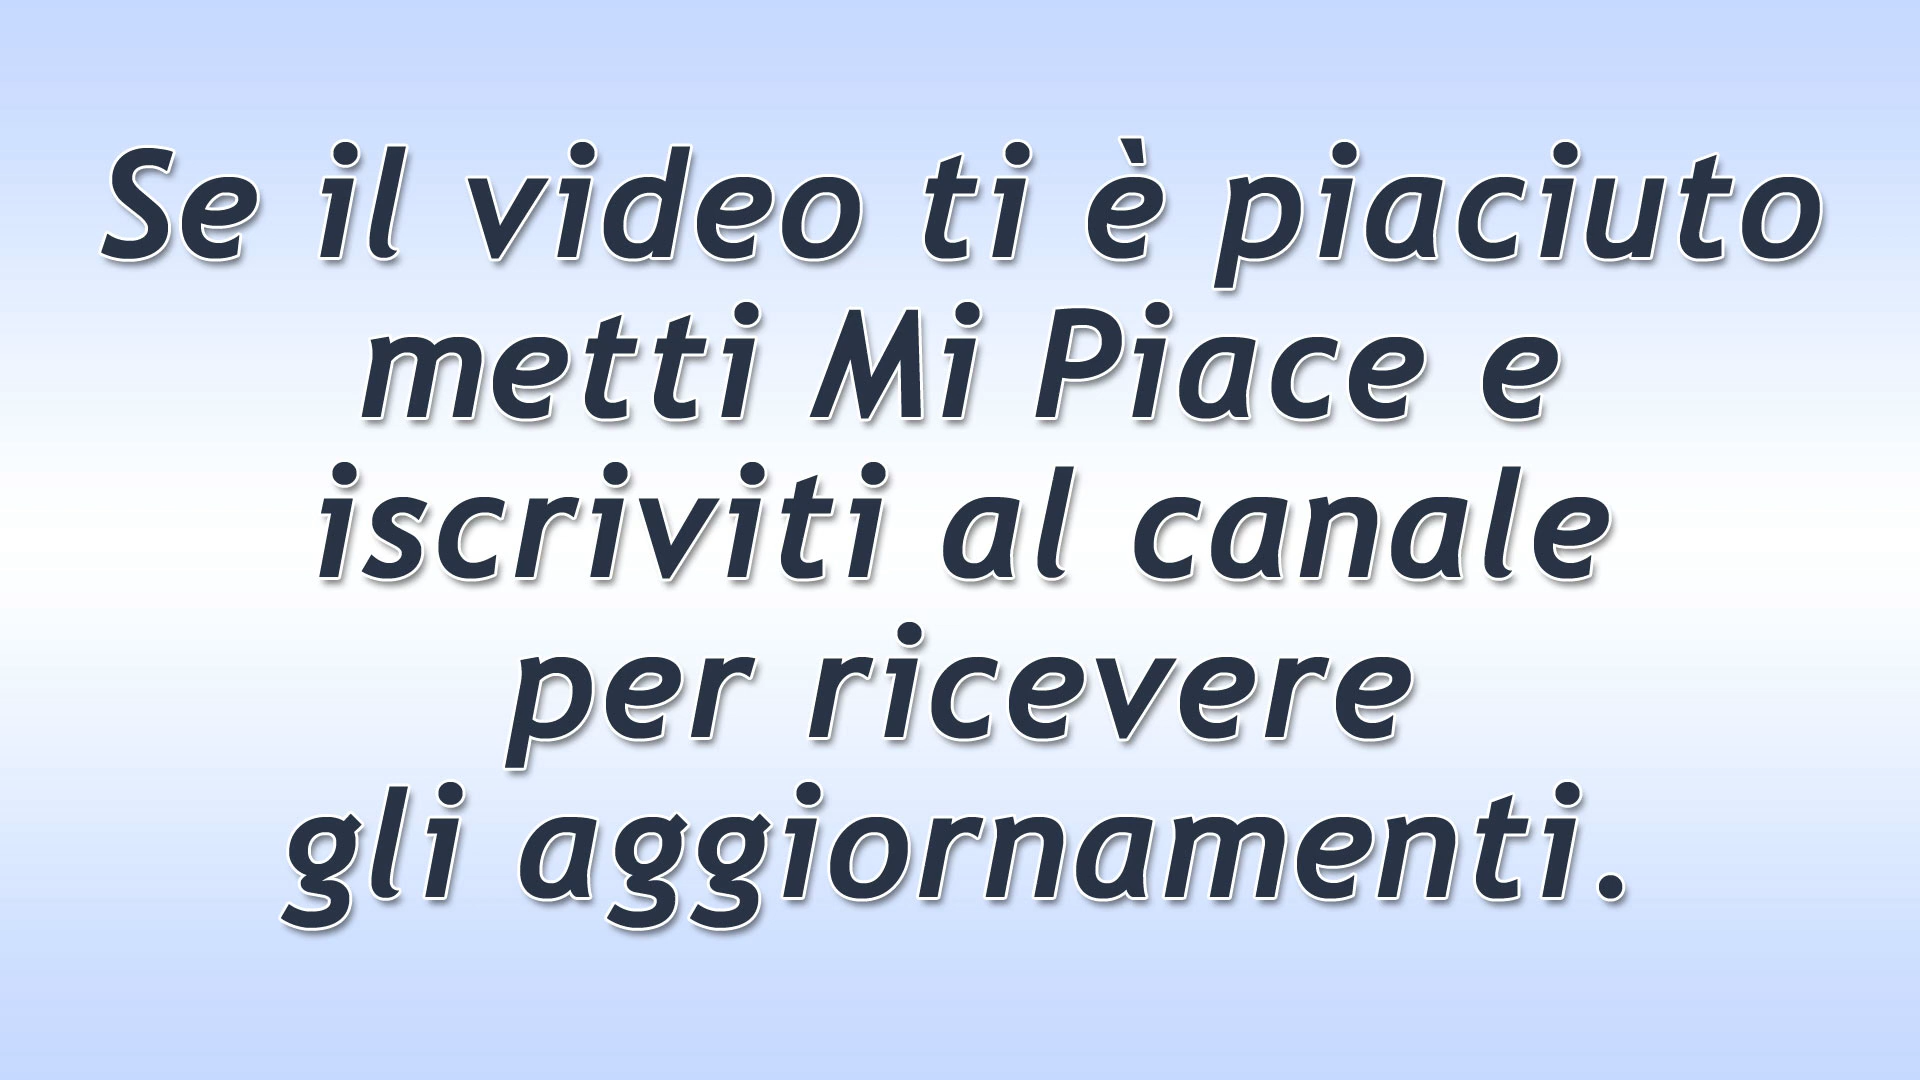 Se il video ti è piaciuto
metti Mi Piace e
iscriviti al canale
per ricevere
gli aggiornamenti.